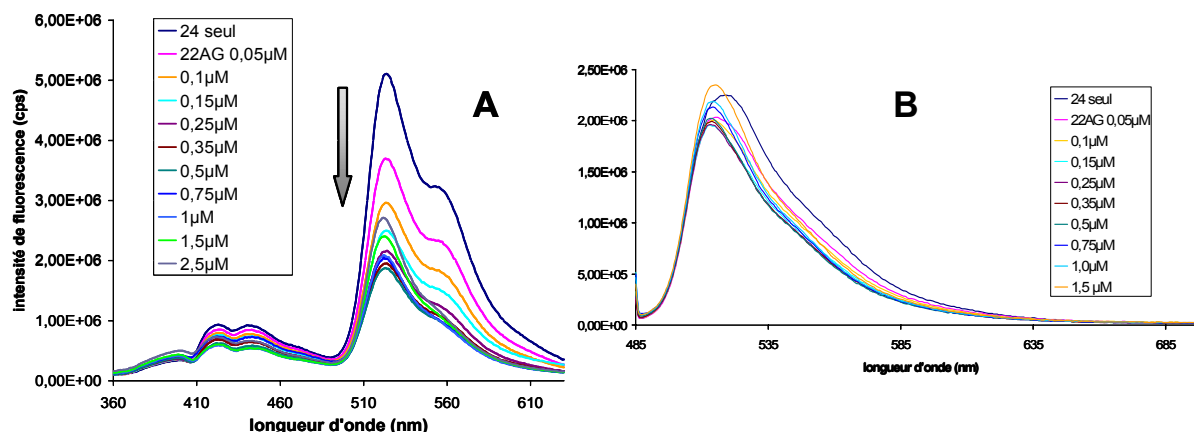 intensité de fluorescence (cps)
6,00E+06
5,00E+06
4,00E+06
3,00E+06
2,00E+06
1,00E+06
0,00E+00
24 seul
22AG 0,05µM
0,1µM
0,15µM
0,25µM
0,35µM
0,5µM
0,75µM
1µM
1,5µM
2,5µM
A
360
410
460
510
560
610
longueur d'onde (nm)
2,50E+06
2,00E+06
1,50E+06
1,00E+06
5,00E+05
0,00E+00
B
24 seul
22AG 0,05µM
0,1µM
0,15µM
0,25µM
0,35µM
0,5µM
0,75µM
1,0µM
1,5 µM
485
535
585
635
685
longueur d'onde (nm)